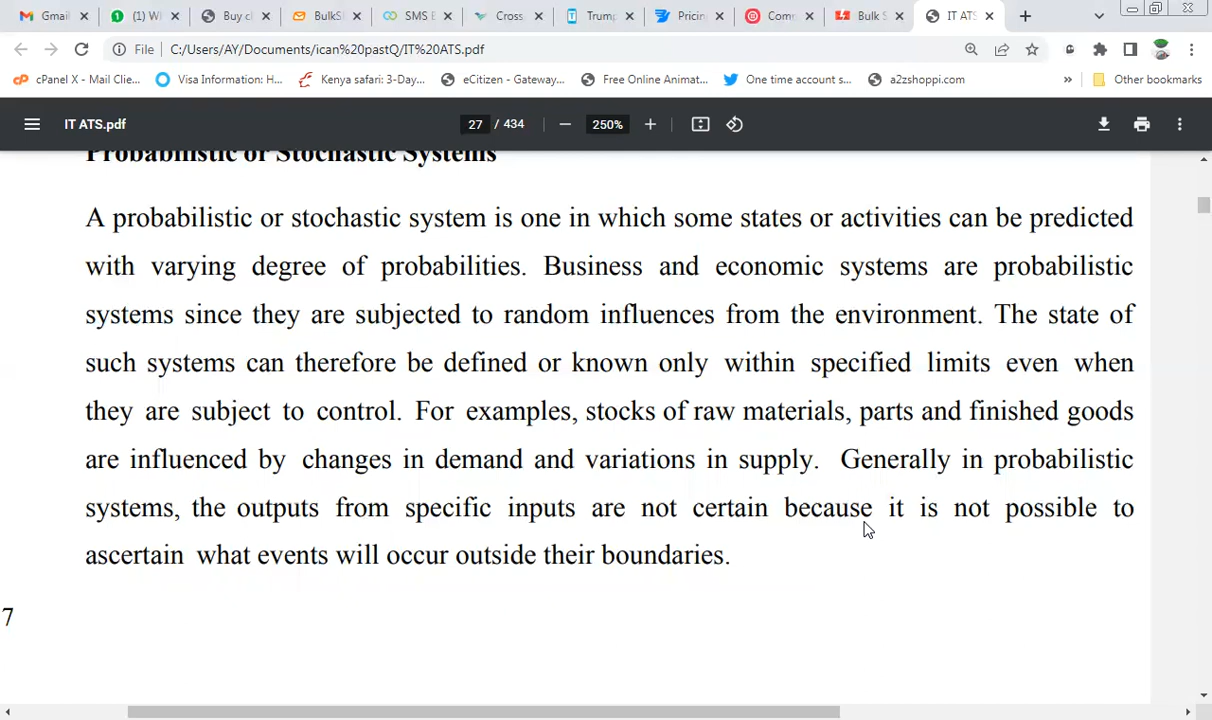 Gmail
(1) W
Buy c
BulkS
SMS E
Cross
Trump
Pricin
Comm
Bulk S
IT ATS
File
C:/Users/AY/Documents/ican%20pastQ/IT%20ATS.pdf
cPanel X - Mail Clie...
Visa Information: H...
Kenya safari: 3-Day...
eCitizen - Gateway...
Free Online Animat...
One time account s...
a2zshoppi.com
»
Other bookmarks
IT ATS.pdf
27 / 434
250%
Probabilistic or Stochastic Systems
A probabilistic or stochastic system is one in which some states or activities can be predicted
with varying degree of probabilities. Business and economic systems are probabilistic
systems since they are subjected to random influences from the environment. The state of
such systems can therefore be defined or known only within specified limits even when
they are subject to control. For examples, stocks of raw materials, parts and finished goods
are influenced by changes in demand and variations in supply. Generally in probabilistic
systems, the outputs from specific inputs are not certain because it is not possible to
ascertain what events will occur outside their boundaries.
7